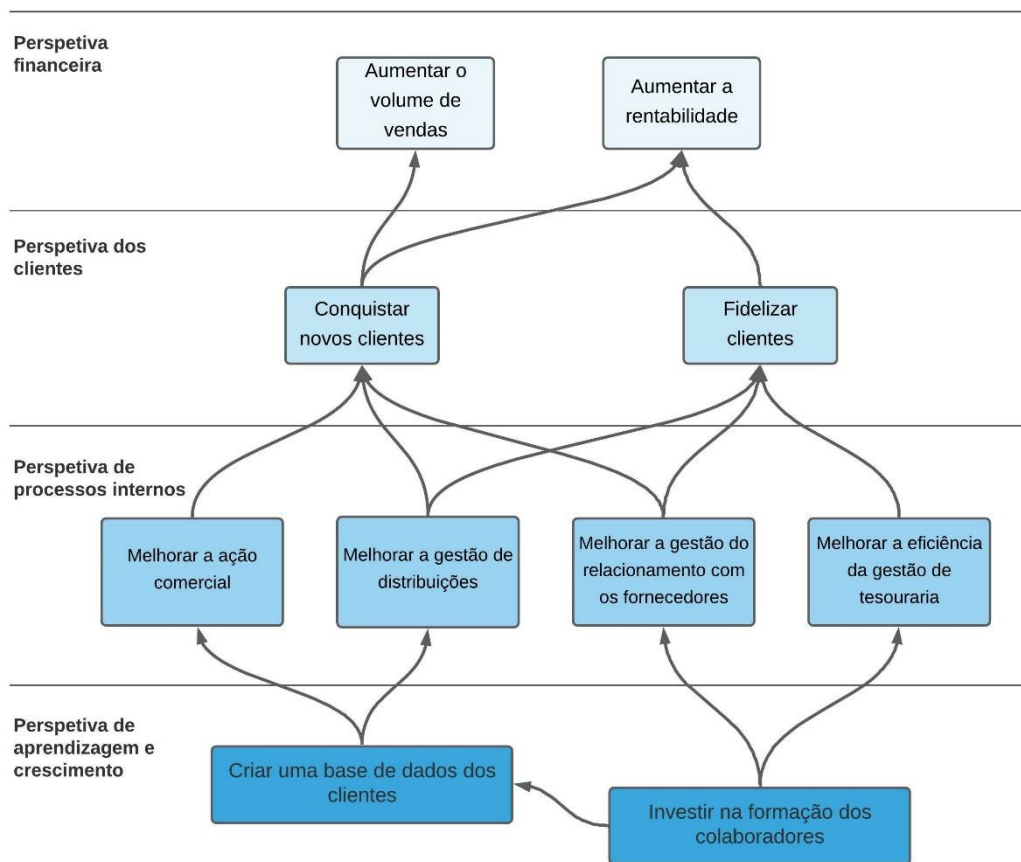 Perspetiva
financeira
Aumentar o
volume de
vendas
Aumentar a
rentabilidade
Perspetiva dos
clientes
Conquistar
novos clientes
Fidelizar
clientes
Perspetiva de
processos internos
Melhorar a ação
comercial
Melhorar a gestão de
distribuições
Melhorar a gestão do
relacionamento com
os fornecedores
Melhorar a eficiência
da gestão de
tesouraria
Perspetiva de
aprendizagem e
crescimento
Criar uma base de dados dos
clientes
Investir na formação dos
colaboradores